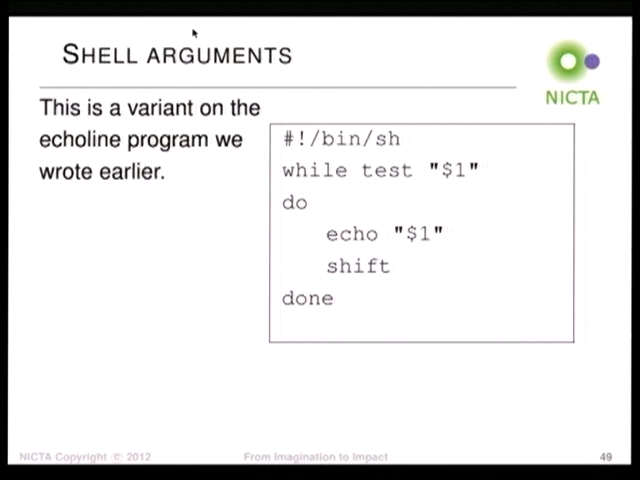 SHELL ARGUMENTS
NICTA
This is a variant on the
echoline program we
wrote earlier.
#!/bin/sh
while test "$1"
do
echo "$1"
shift
done
NICTA Copyright © 2012
From Imagination to Impact
49